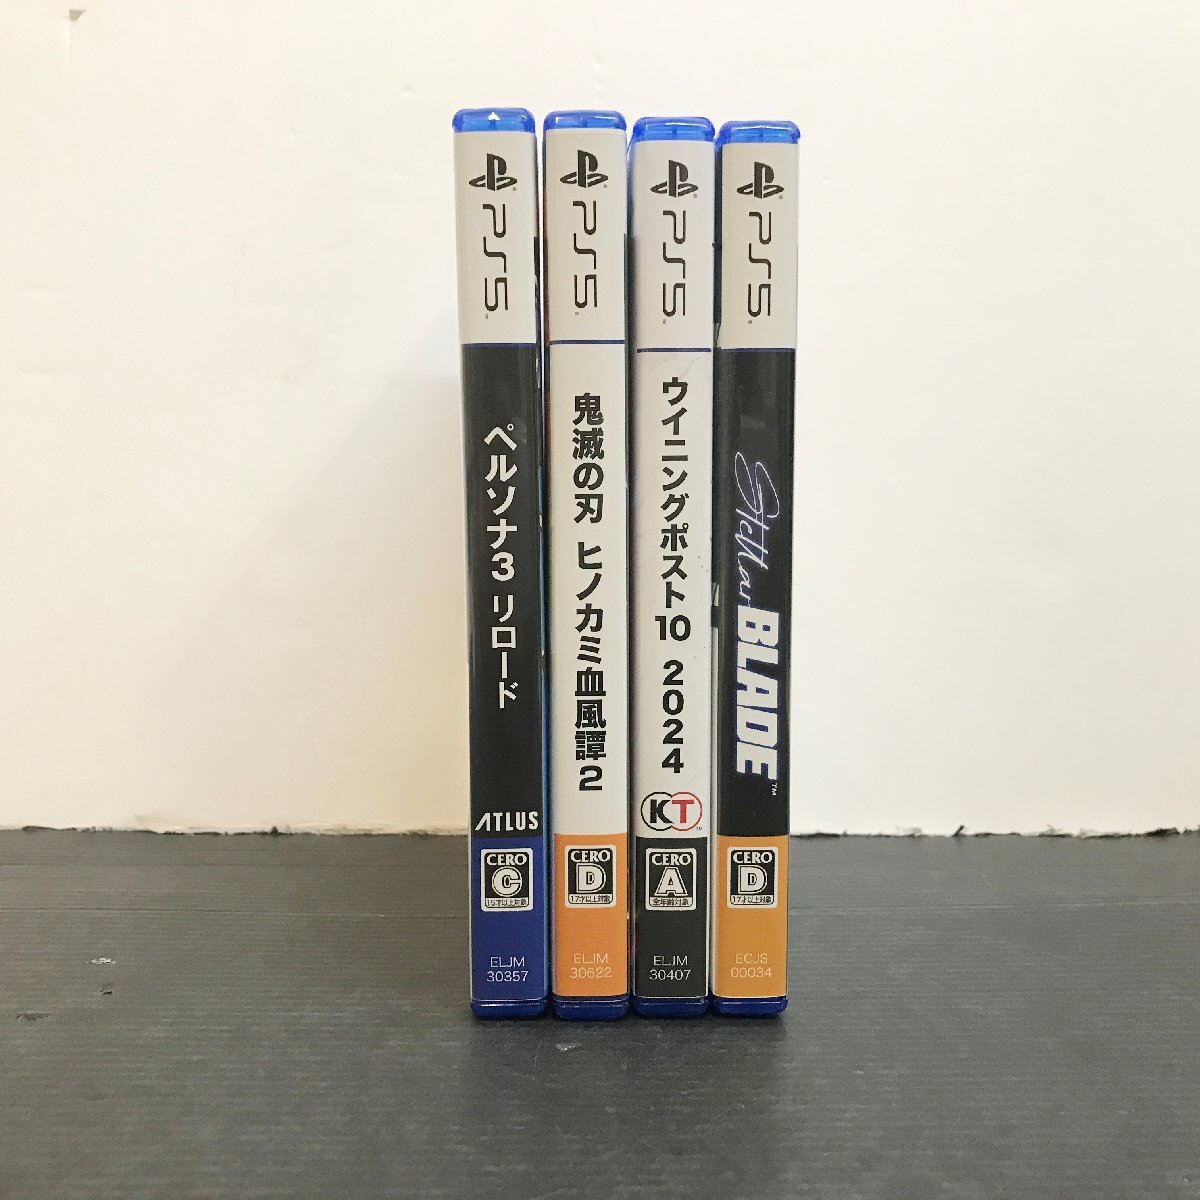 PS5
ペルソナ3 リロード
ATLUS
CERO
C
15才以上対象
ELJM
30357
PS5
鬼滅の刃 ヒノカミ血風譚2
CERO
D
17才以上対象
ELJM
30622
PS5
ウイニングポスト10 2024
KT
CERO
A
全年齢対象
ELJM
30407
PS5
Stellar BLADE™
CERO
D
17才以上対象
ECJS
00034